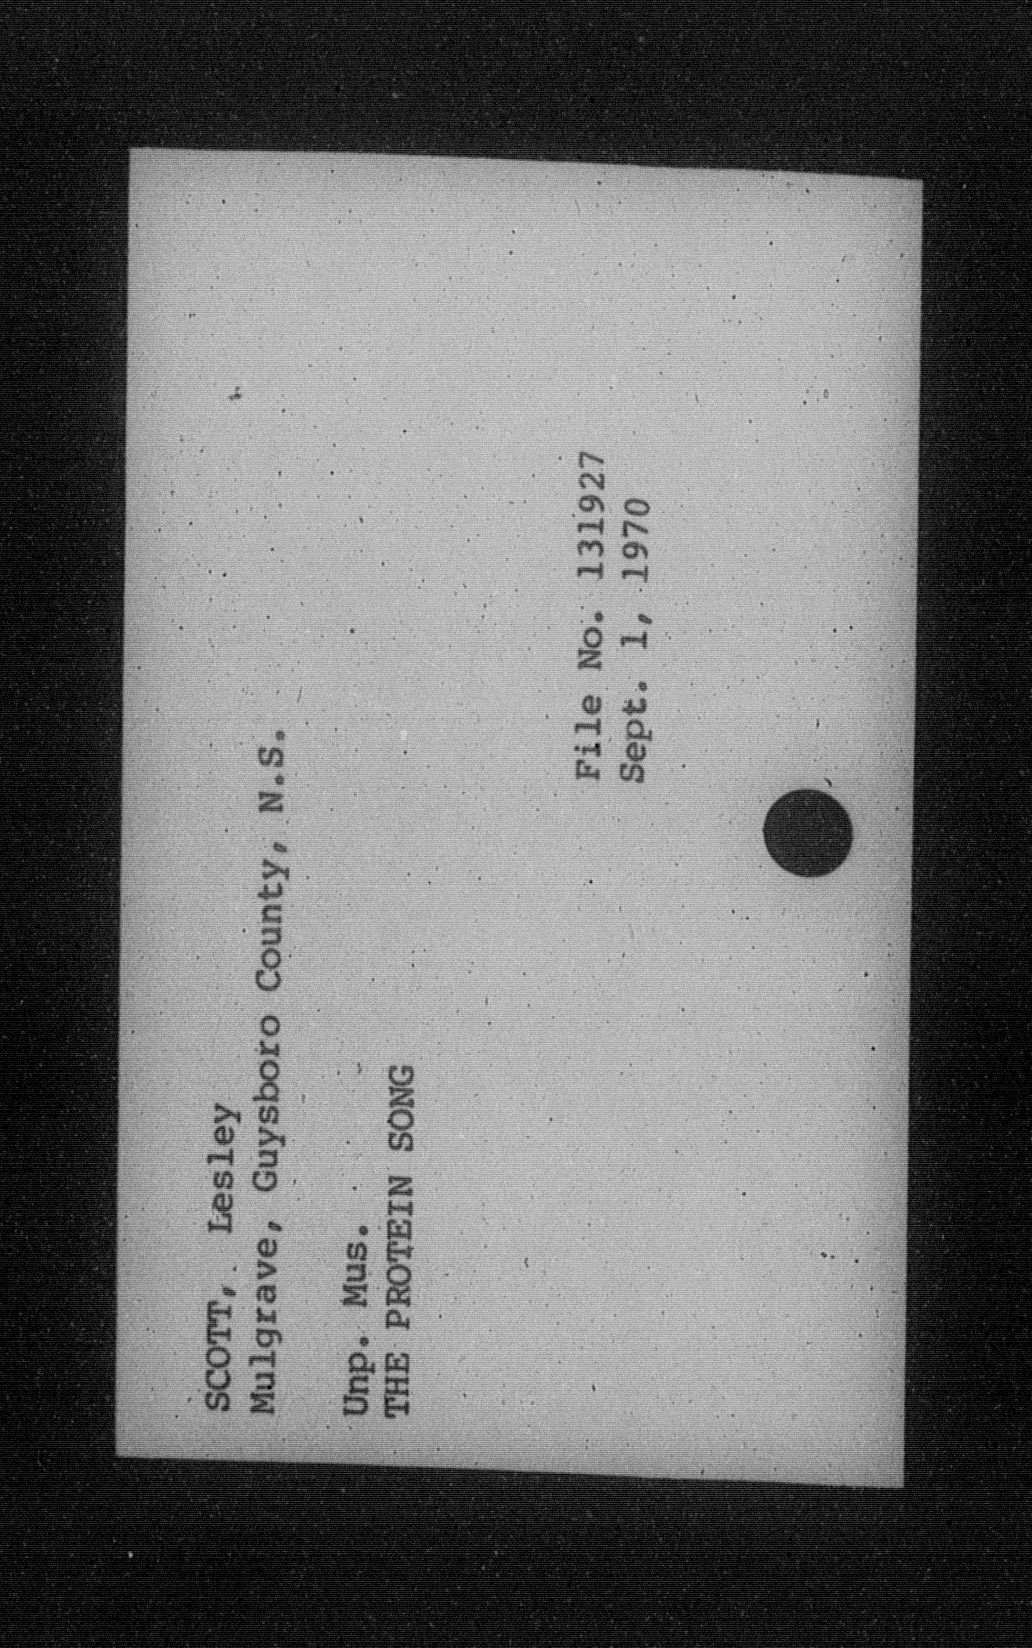 SCOTT, Lesley
Mulgrave, Guysboro County, N.S.
Unp. Mus.
THE PROTEIN SONG
File No. 131927
Sept. 1, 1970